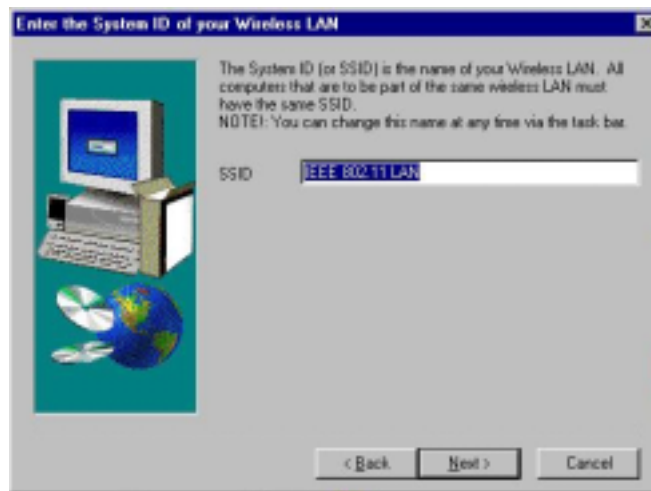 Enter the System ID of your Wireless LAN
The System ID (or SSID) is the name of your Wireless LAN. All
computers that are to be part of the same wireless LAN must
have the same SSID.
NOTE!: You can change this name at any time via the task bar.
SSID IEEE 802.11 LAN
< Back Next > Cancel